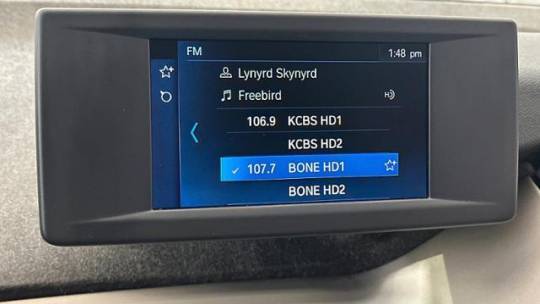 FM 1:48 pm
Lynyrd Skynyrd
Freebird
106.9 KCBS HD1
KCBS HD2
107.7 BONE HD1
BONE HD2